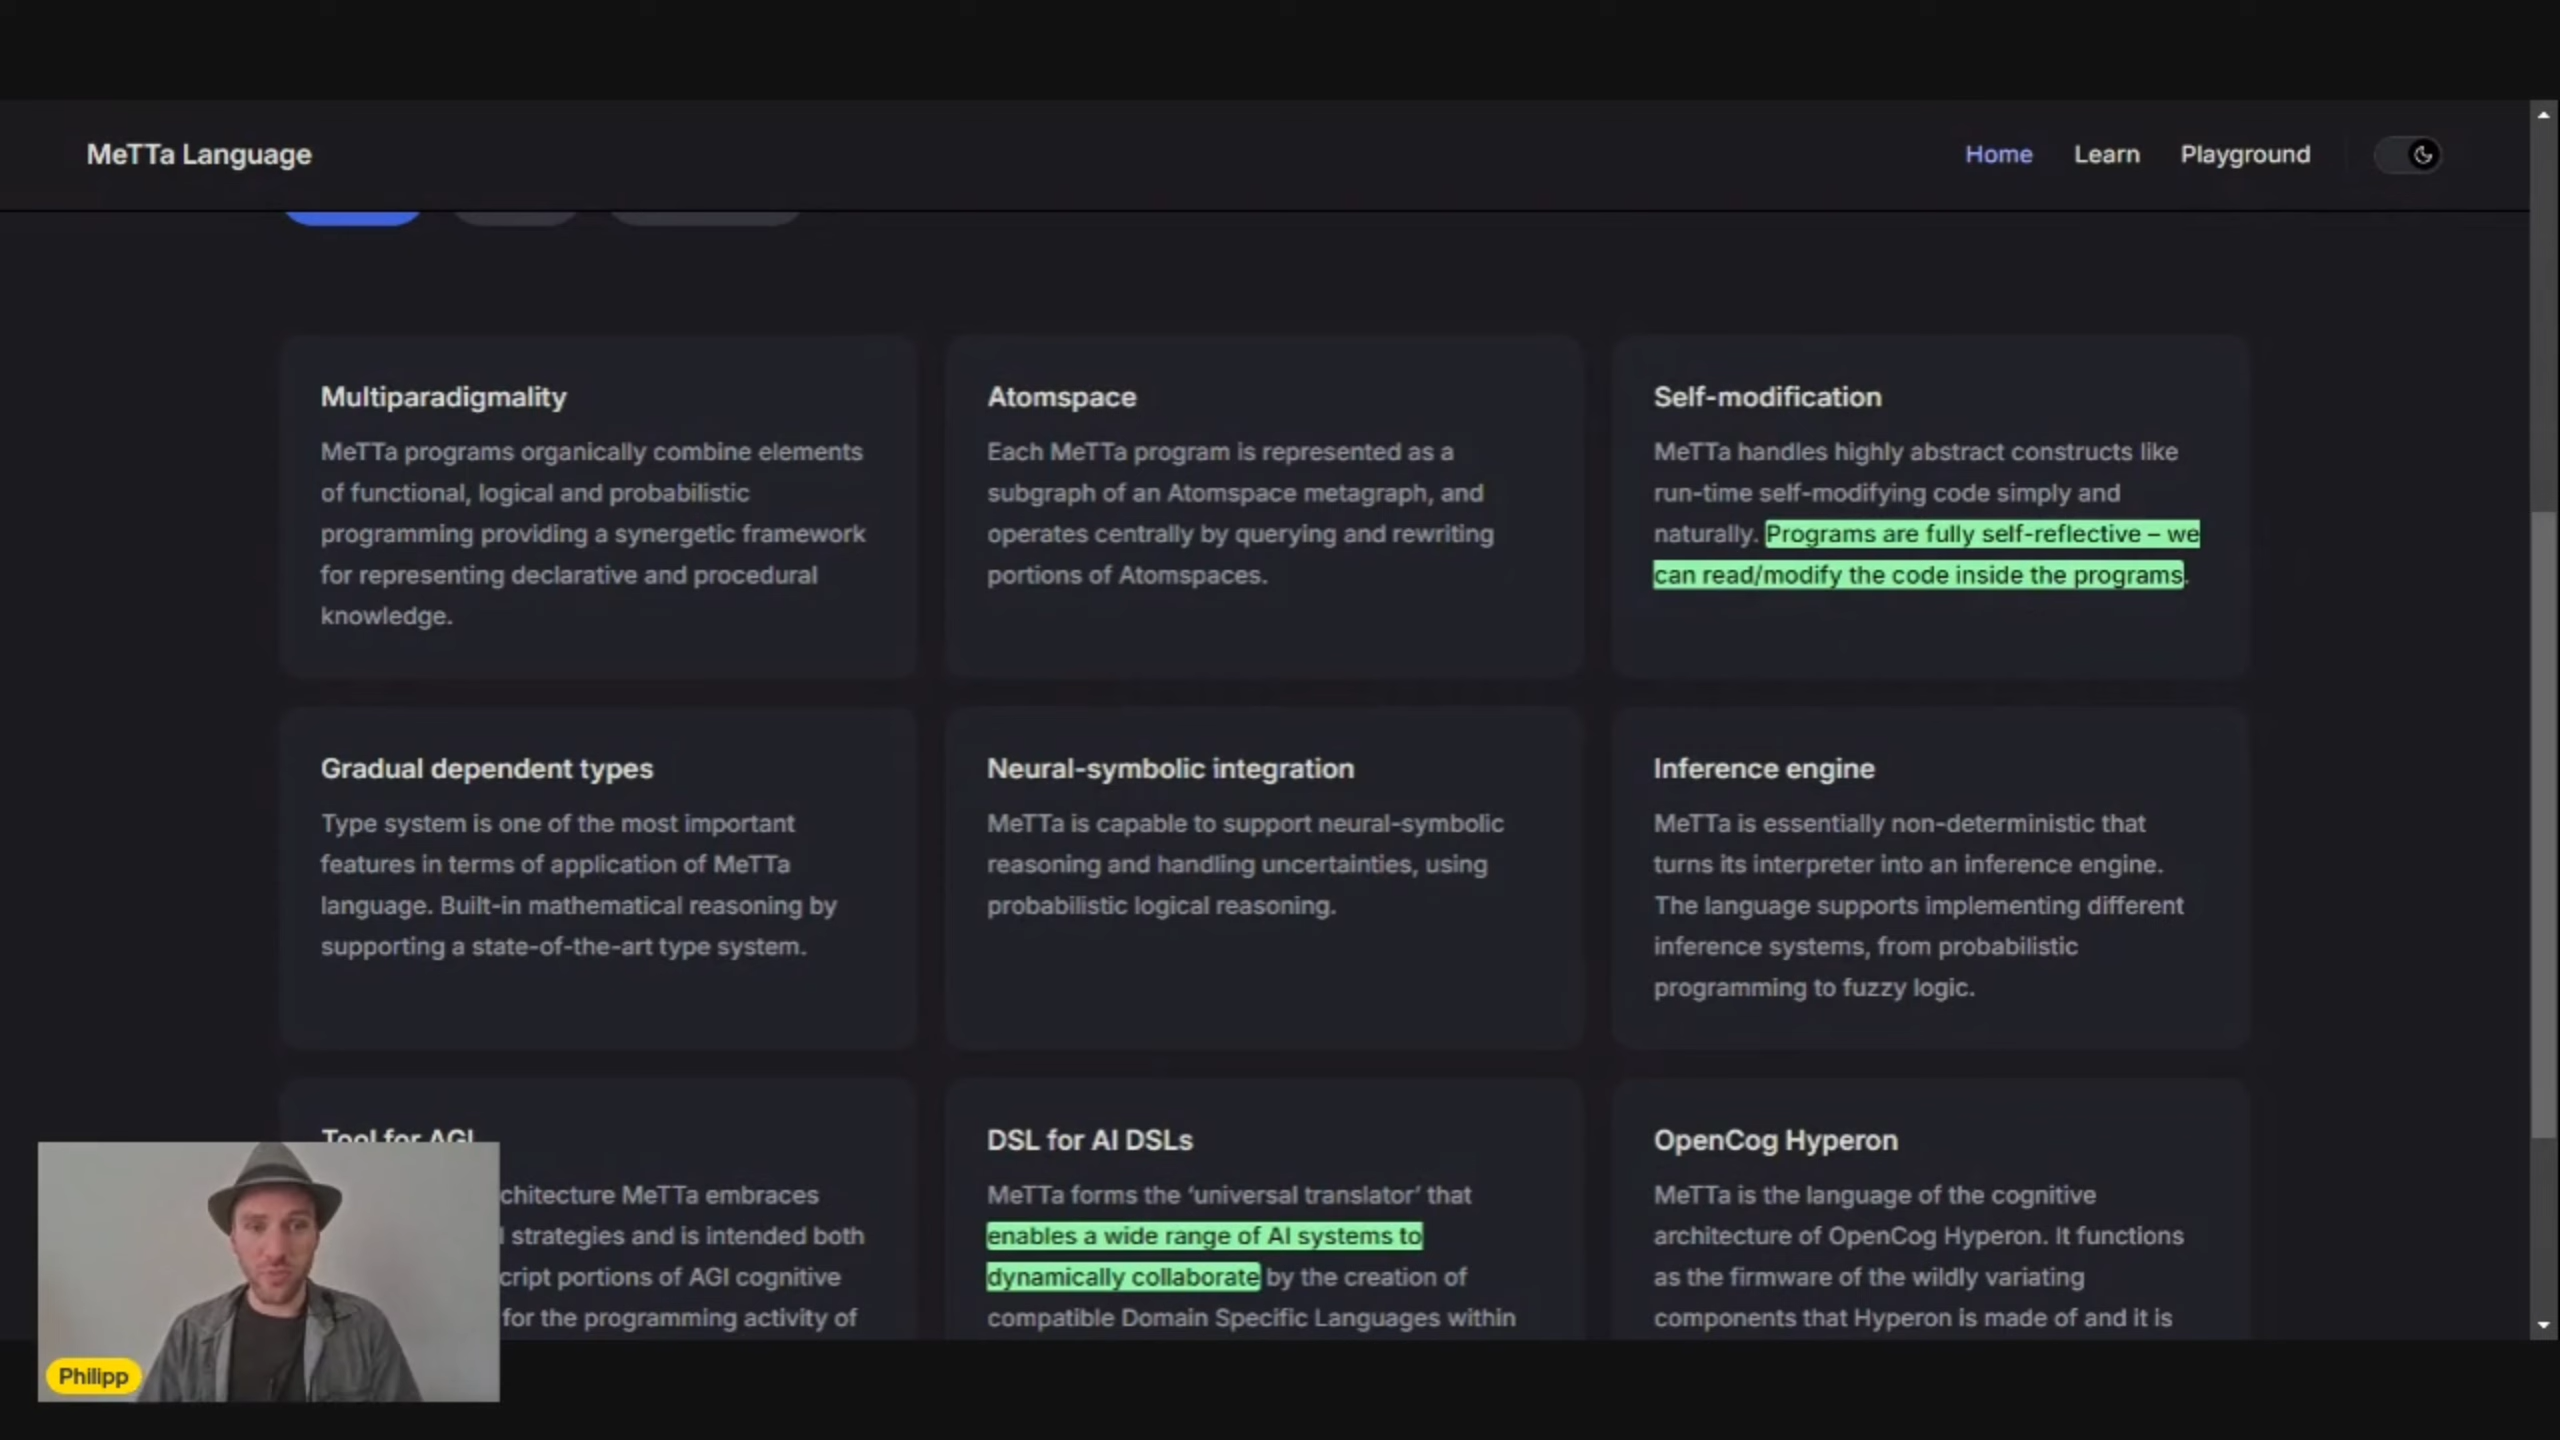 MeTTa Language
Home
Learn
Playground
Multiparadigmality
MeTTa programs organically combine elements
of functional, logical and probabilistic
programming providing a synergetic framework
for representing declarative and procedural
knowledge.
Atomspace
Each MeTTa program is represented as a
subgraph of an Atomspace metagraph, and
operates centrally by querying and rewriting
portions of Atomspaces.
Self-modification
MeTTa handles highly abstract constructs like
run-time self-modifying code simply and
naturally. Programs are fully self-reflective – we
can read/modify the code inside the programs.
Gradual dependent types
Type system is one of the most important
features in terms of application of MeTTa
language. Built-in mathematical reasoning by
supporting a state-of-the-art type system.
Neural-symbolic integration
MeTTa is capable to support neural-symbolic
reasoning and handling uncertainties, using
probabilistic logical reasoning.
Inference engine
MeTTa is essentially non-deterministic that
turns its interpreter into an inference engine.
The language supports implementing different
inference systems, from probabilistic
programming to fuzzy logic.
Tool for AGI
chitecture MeTTa embraces
l strategies and is intended both
cript portions of AGI cognitive
for the programming activity of
DSL for AI DSLs
MeTTa forms the ‘universal translator’ that
enables a wide range of AI systems to
dynamically collaborate by the creation of
compatible Domain Specific Languages within
OpenCog Hyperon
MeTTa is the language of the cognitive
architecture of OpenCog Hyperon. It functions
as the firmware of the wildly variating
components that Hyperon is made of and it is
Philipp